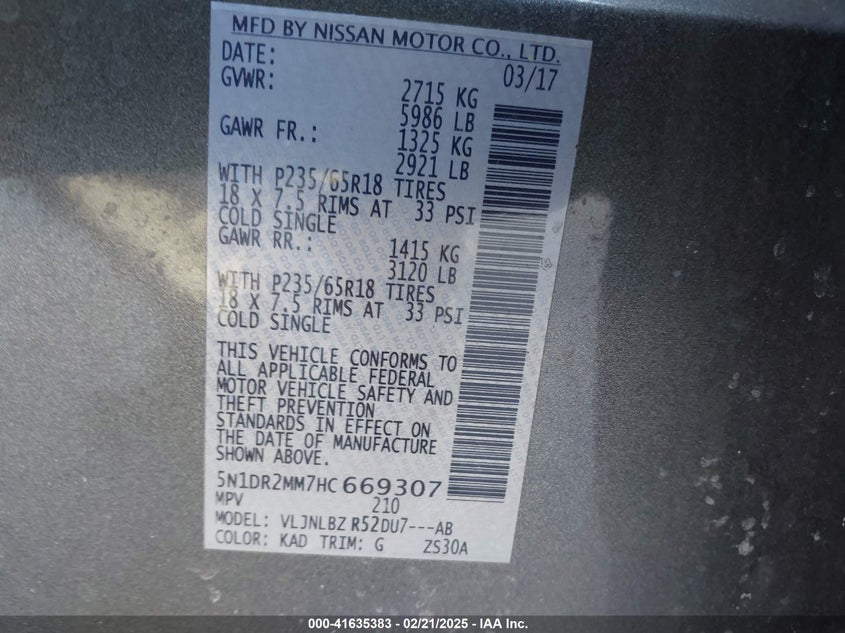 MFD BY NISSAN MOTOR CO., LTD.
DATE: 03/17
GVWR: 2715 KG
5986 LB
GAWR FR.: 1325 KG
2921 LB
WITH P235/65R18 TIRES
18 X 7.5 RIMS AT 33 PSI
COLD SINGLE
GAWR RR.: 1415 KG
3120 LB
WITH P235/65R18 TIRES
18 X 7.5 RIMS AT 33 PSI
COLD SINGLE
THIS VEHICLE CONFORMS TO
ALL APPLICABLE FEDERAL
MOTOR VEHICLE SAFETY AND
THEFT PREVENTION
STANDARDS IN EFFECT ON
THE DATE OF MANUFACTURE
SHOWN ABOVE.
5N1DR2MM7HC669307
MPV 210
MODEL: VLJNLBZ R52DU7---AB
COLOR: KAD TRIM: G ZS30A
000-41635383 - 02/21/2025 - IAA Inc.